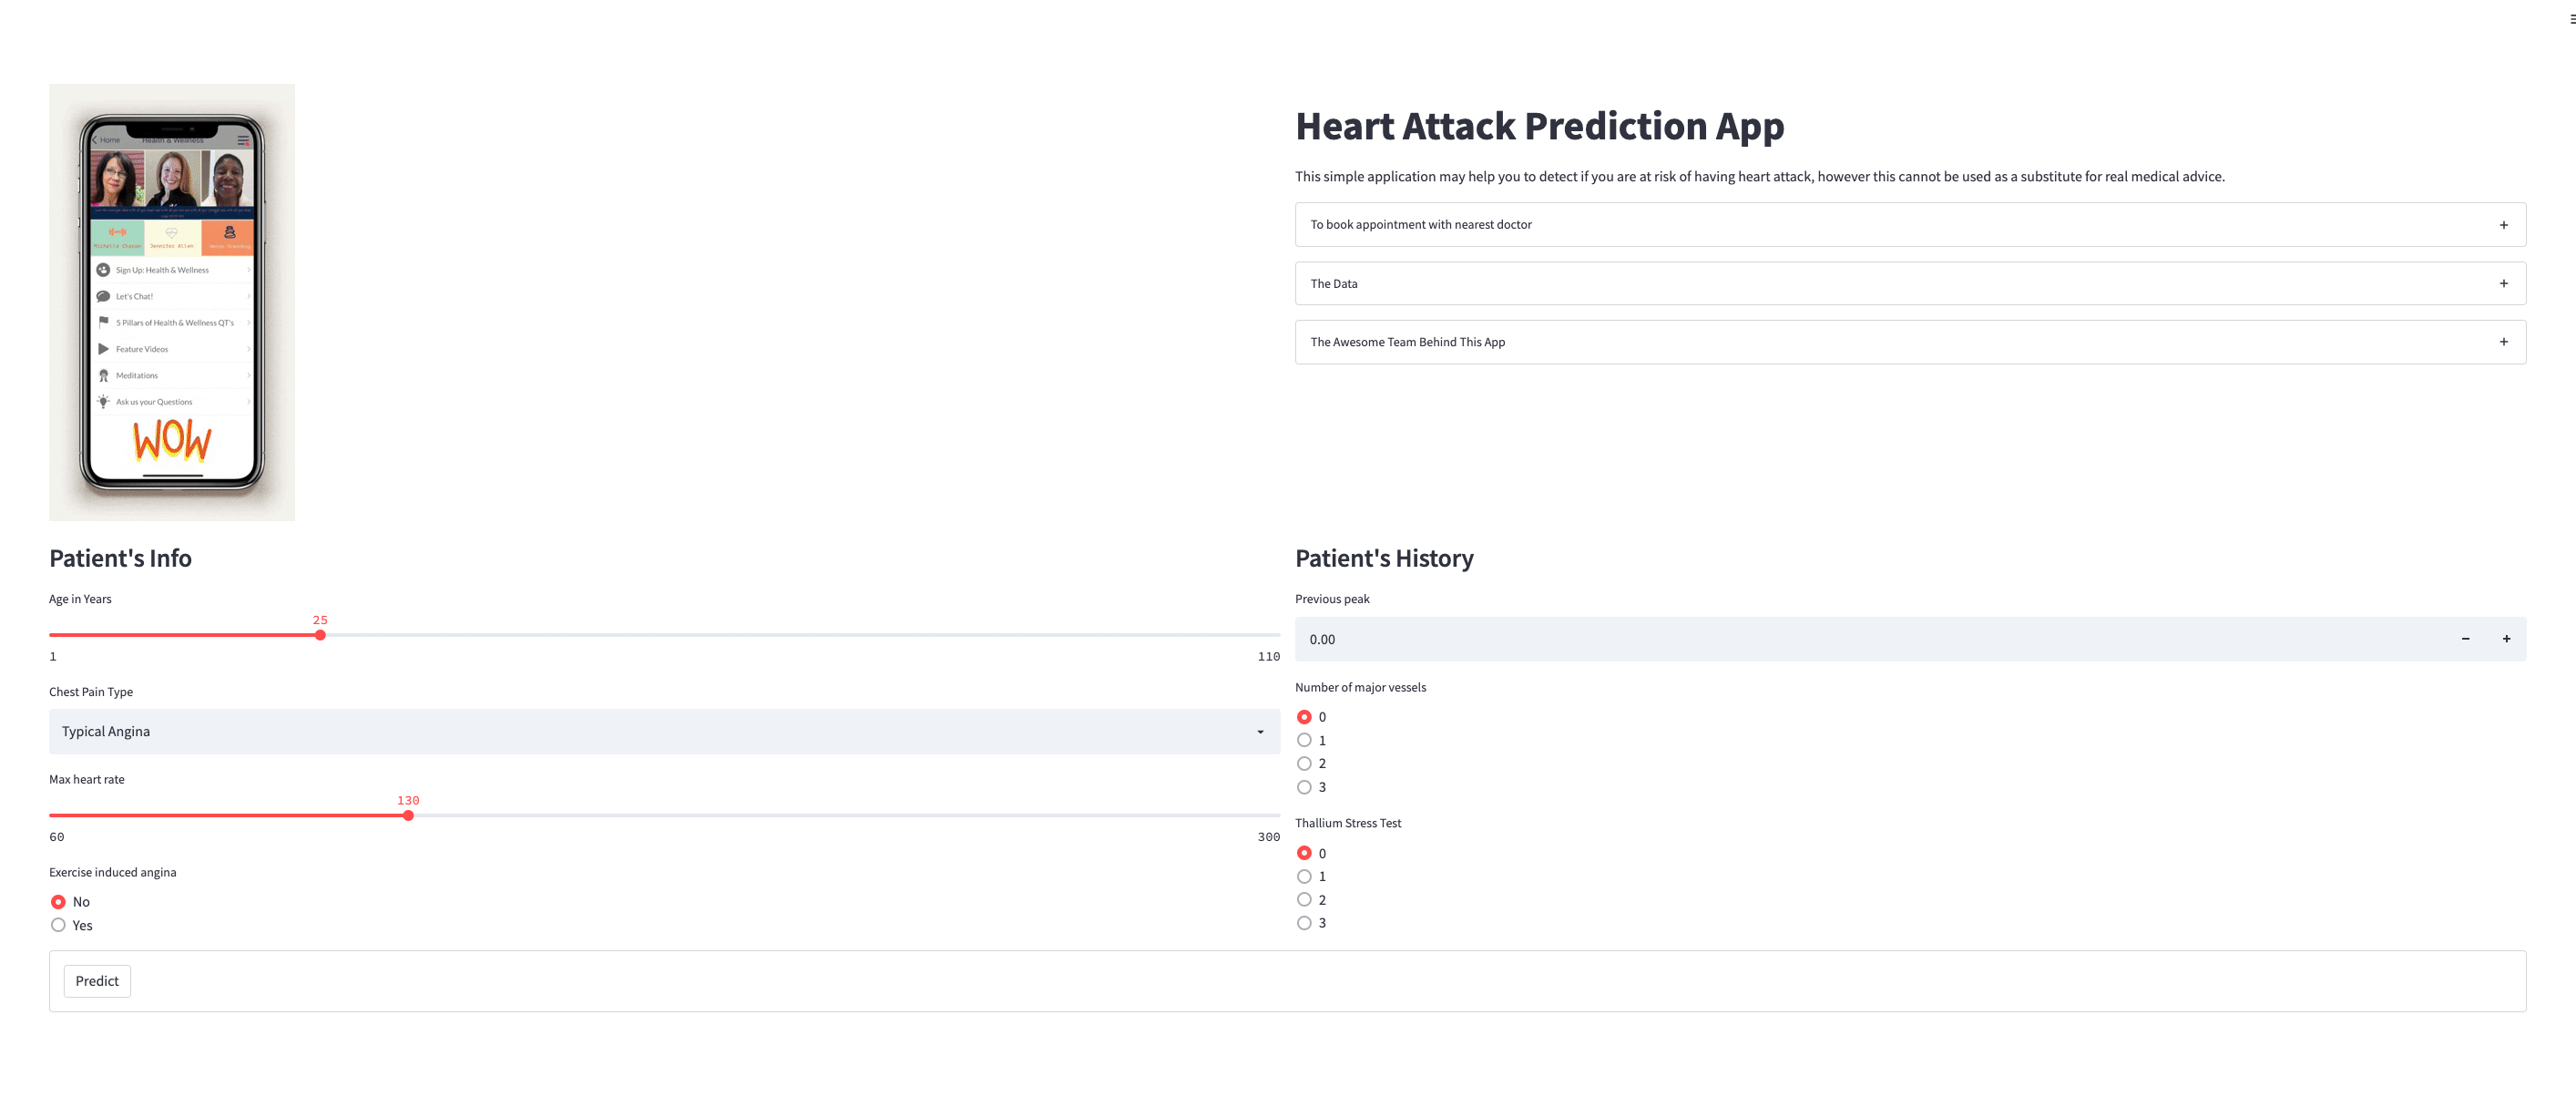 Home
Health & Wellness
Michelle Chason
Jennifer Allen
Sign Up: Health & Wellness
Let's Chat!
5 Pillars of Health & Wellness QT's
Feature Videos
Meditations
Ask us your Questions
WOW
Heart Attack Prediction App
This simple application may help you to detect if you are at risk of having heart attack, however this cannot be used as a substitute for real medical advice.
To book appointment with nearest doctor
The Data
The Awesome Team Behind This App
Patient's Info
Age in Years
25
1 110
Chest Pain Type
Typical Angina
Max heart rate
130
60 300
Exercise induced angina
No
Yes
Patient's History
Previous peak
0.00
Number of major vessels
0
1
2
3
Thallium Stress Test
0
1
2
3
Predict